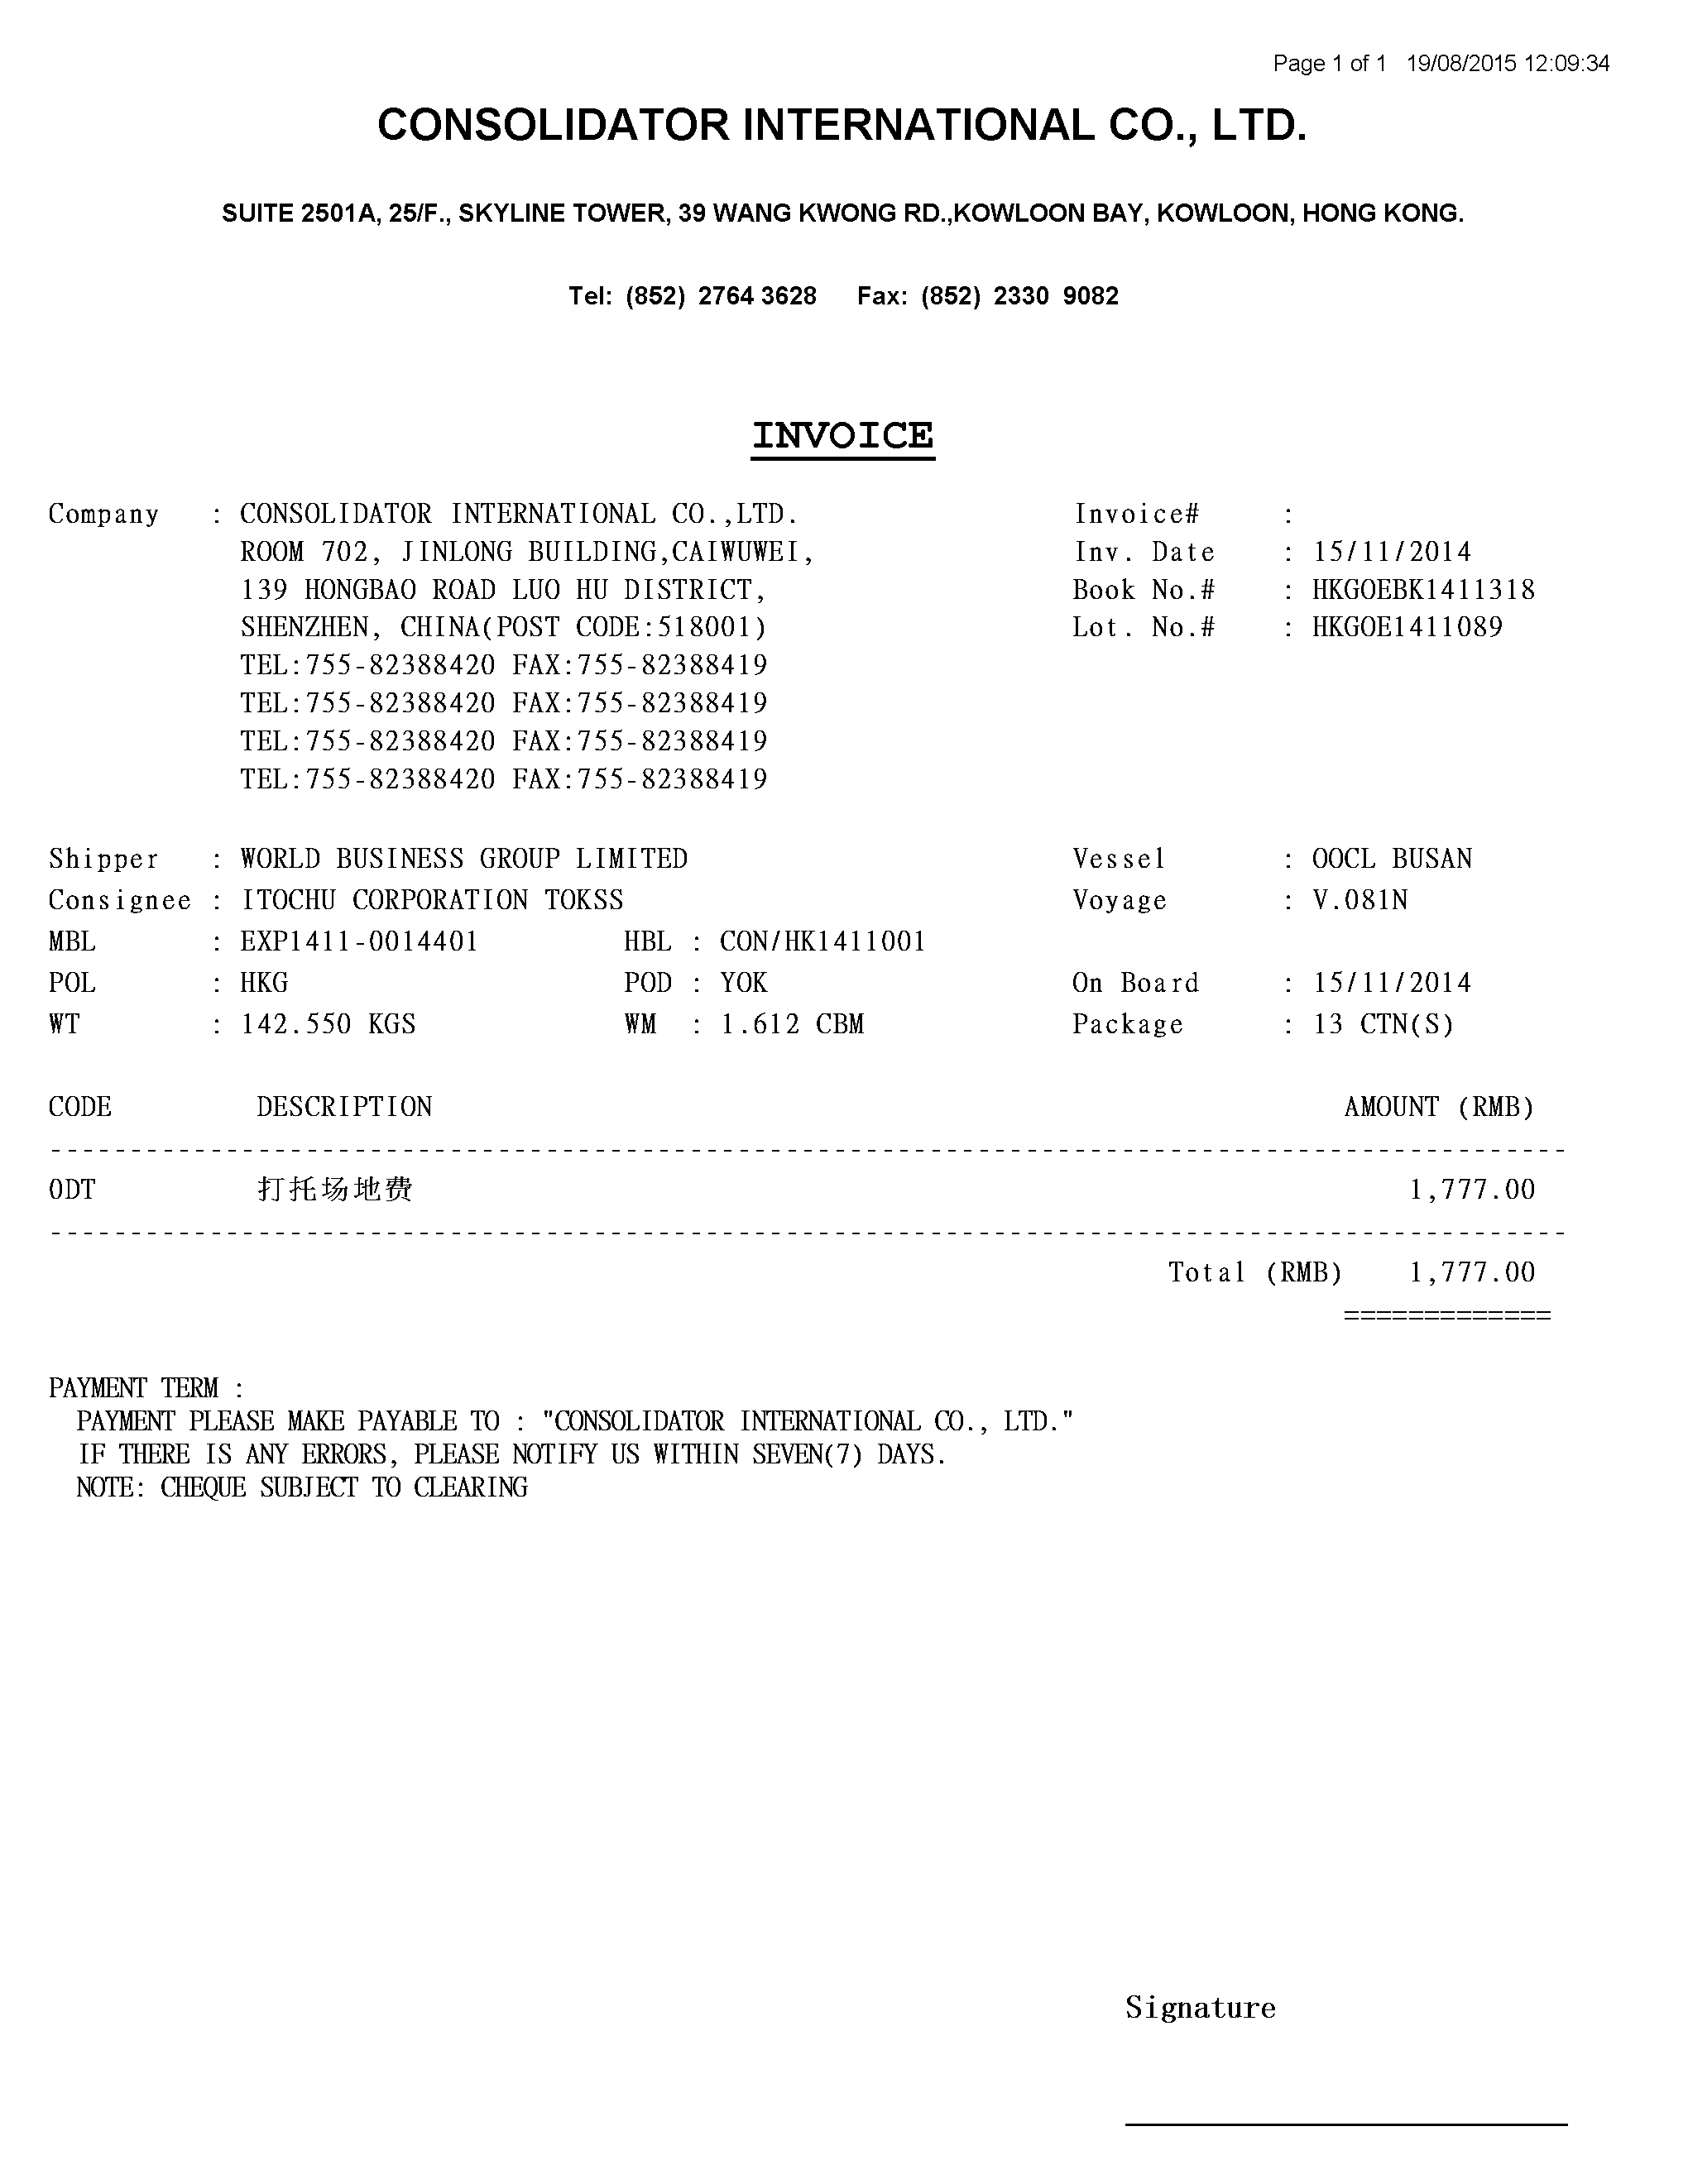 Page 1 of 1 19/08/2015 12:09:34
CONSOLIDATOR INTERNATIONAL CO., LTD.
SUITE 2501A, 25/F., SKYLINE TOWER, 39 WANG KWONG RD.,KOWLOON BAY, KOWLOON, HONG KONG.
Tel: (852) 2764 3628 Fax: (852) 2330 9082
INVOICE
Company : CONSOLIDATOR INTERNATIONAL CO.,LTD. Invoice# :
ROOM 702, JINLONG BUILDING,CAIWUWEI, Inv. Date : 15/11/2014
139 HONGBAO ROAD LUO HU DISTRICT, Book No.# : HKGOEBK1411318
SHENZHEN, CHINA(POST CODE:518001) Lot. No.# : HKGOE1411089
TEL:755-82388420 FAX:755-82388419
TEL:755-82388420 FAX:755-82388419
TEL:755-82388420 FAX:755-82388419
TEL:755-82388420 FAX:755-82388419
Shipper : WORLD BUSINESS GROUP LIMITED Vessel : OOCL BUSAN
Consignee : ITOCHU CORPORATION TOKSS Voyage : V.081N
MBL : EXP1411-0014401 HBL : CON/HK1411001
POL : HKG POD : YOK On Board : 15/11/2014
WT : 142.550 KGS WM : 1.612 CBM Package : 13 CTN(S)
CODE DESCRIPTION AMOUNT (RMB)
ODT 打托场地费 1,777.00
Total (RMB) 1,777.00
=============
PAYMENT TERM :
PAYMENT PLEASE MAKE PAYABLE TO : "CONSOLIDATOR INTERNATIONAL CO., LTD."
IF THERE IS ANY ERRORS, PLEASE NOTIFY US WITHIN SEVEN(7) DAYS.
NOTE: CHEQUE SUBJECT TO CLEARING
Signature